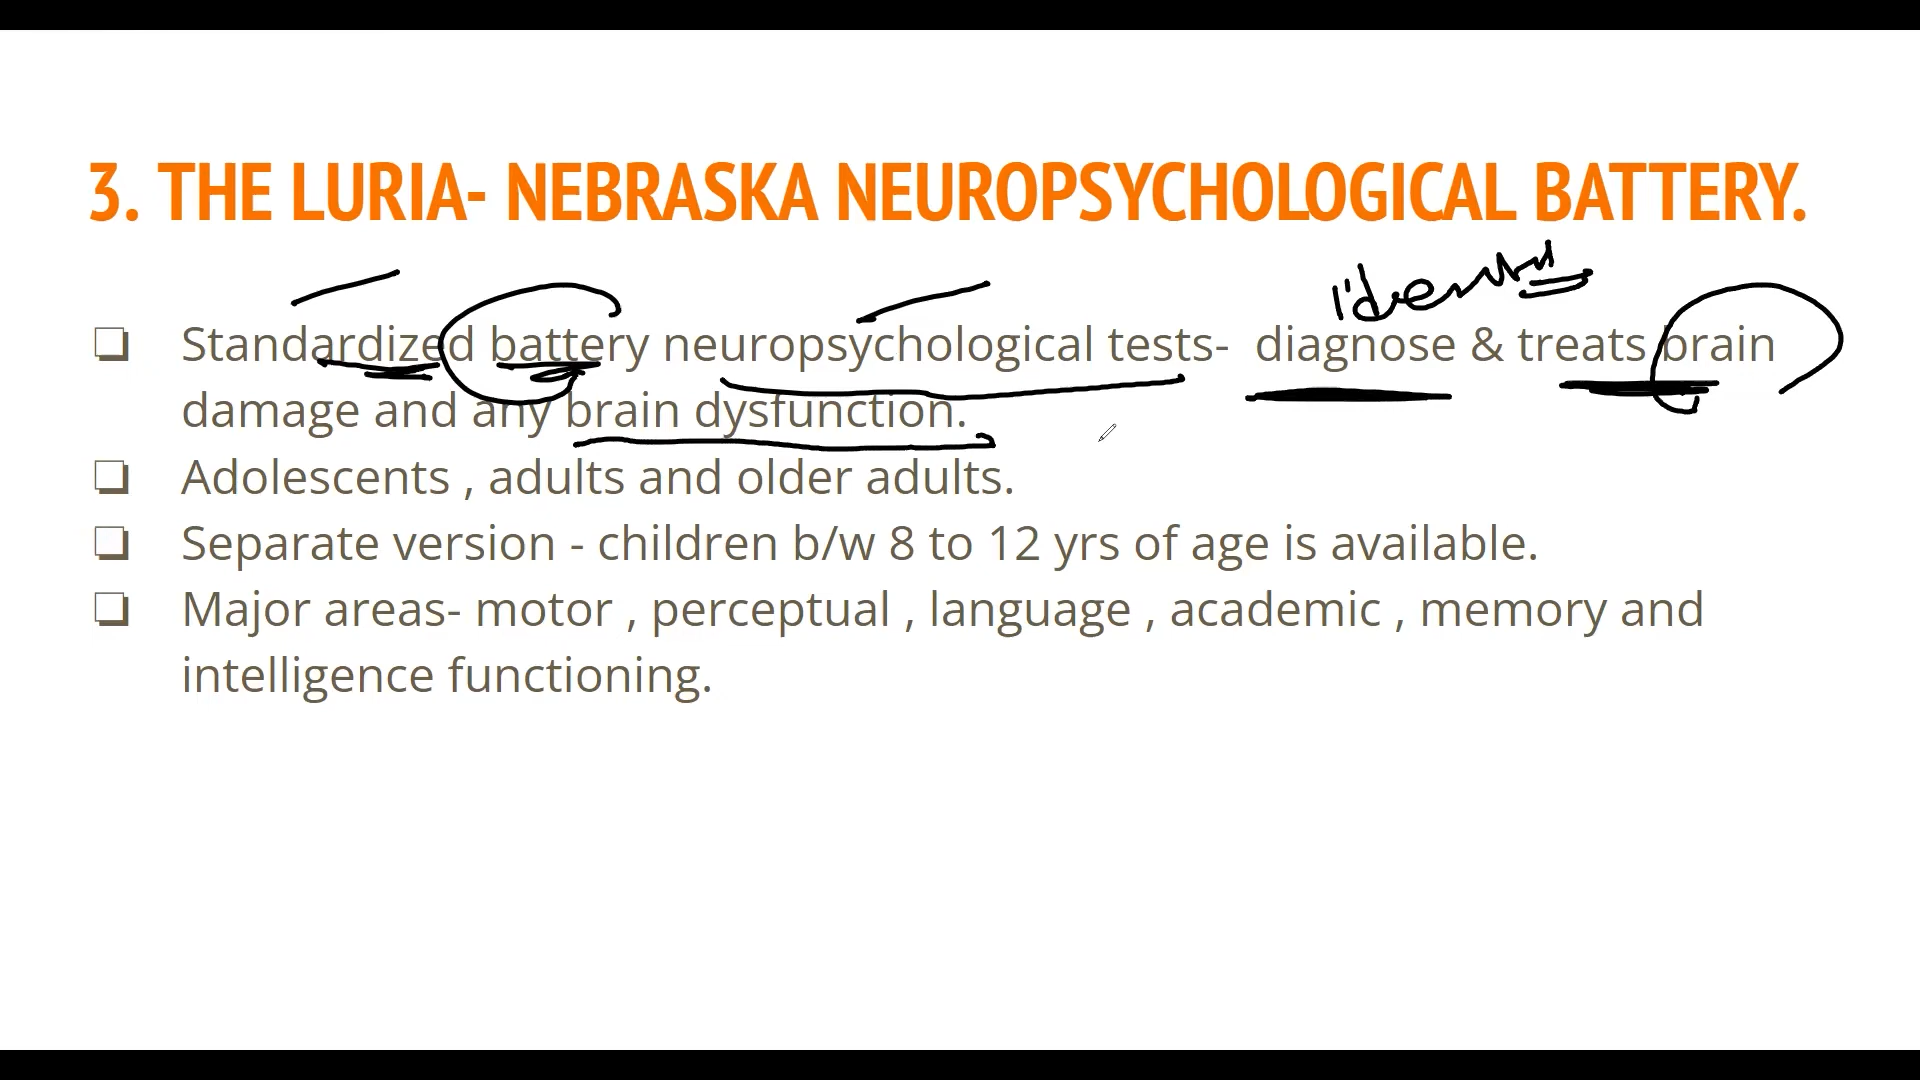 3. THE LURIA- NEBRASKA NEUROPSYCHOLOGICAL BATTERY.
❏ Standardized battery neuropsychological tests- diagnose & treats brain
damage and any brain dysfunction.
❏ Adolescents , adults and older adults.
❏ Separate version - children b/w 8 to 12 yrs of age is available.
❏ Major areas- motor , perceptual , language , academic , memory and
intelligence functioning.